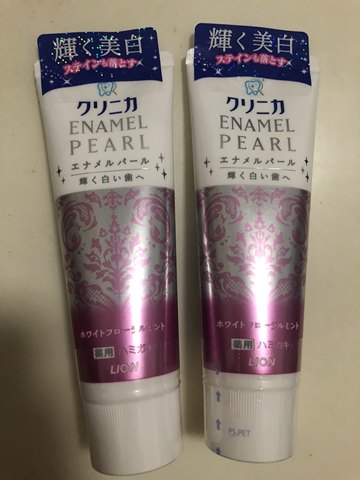 輝く美白
ステインも落とす
クリニカ
ENAMEL
PEARL
エナメルパール
輝く白い歯へ
ホワイトフローラルミント
薬用 ハミガキ
LION
輝く美白
ステインも落とす
クリニカ
ENAMEL
PEARL
エナメルパール
輝く白い歯へ
ホワイトフローラルミント
薬用 ハミガキ
LION
PS,PET